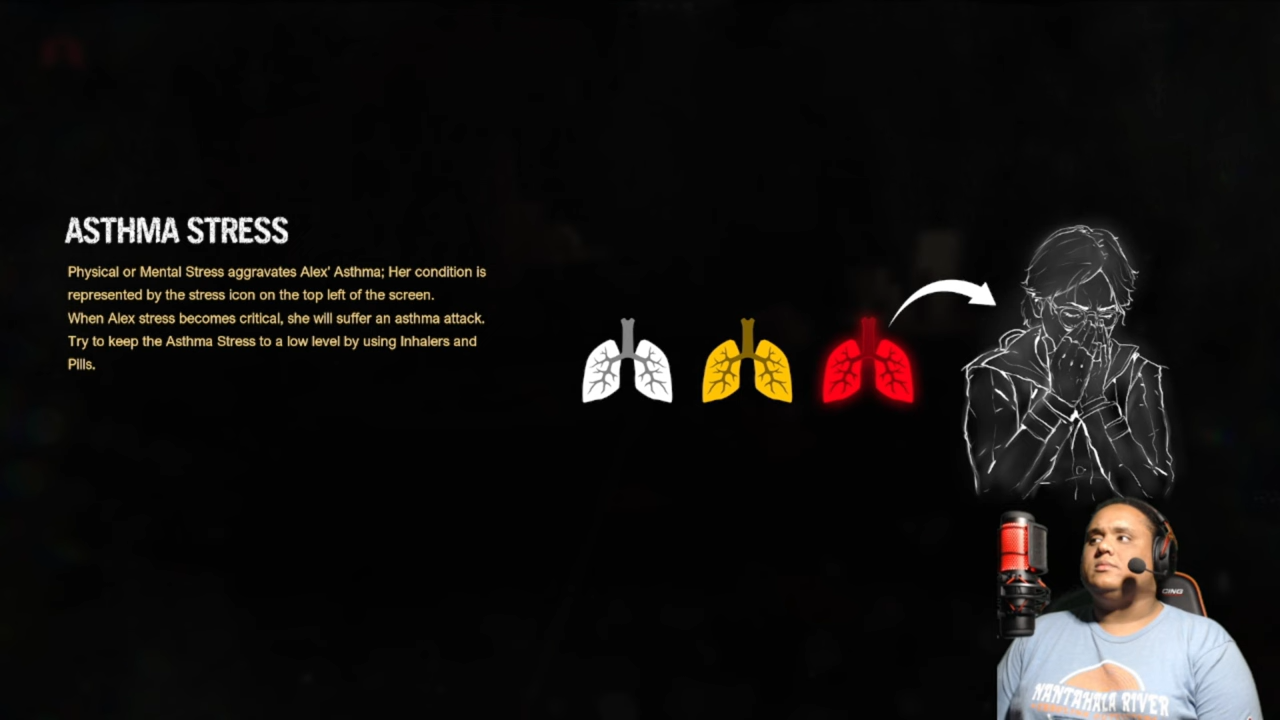 ASTHMA STRESS
Physical or Mental Stress aggravates Alex' Asthma; Her condition is
represented by the stress icon on the top left of the screen.
When Alex stress becomes critical, she will suffer an asthma attack.
Try to keep the Asthma Stress to a low level by using Inhalers and
Pills.
CING
NANTAHALA RIVER